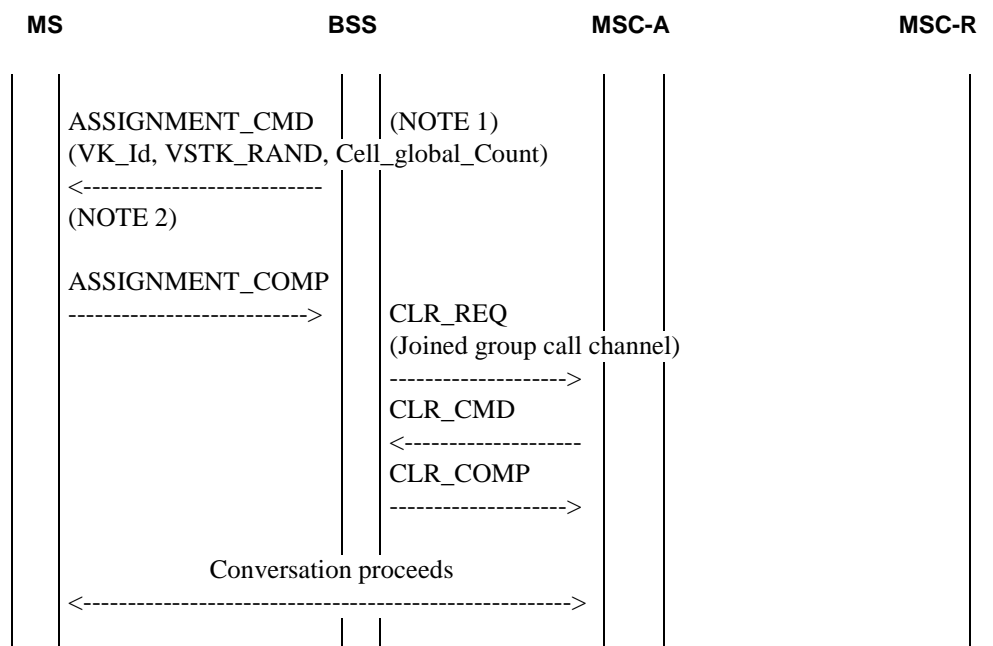 MS BSS MSC-A MSC-R
ASSIGNMENT_CMD (NOTE 1)
(VK_Id, VSTK_RAND, Cell_global_Count)
<---------------------------
(NOTE 2)
ASSIGNMENT_COMP
---------------------------> CLR_REQ
(Joined group call channel)
-------------------->
CLR_CMD
<--------------------
CLR_COMP
-------------------->
Conversation proceeds
<------------------------------------------------------->